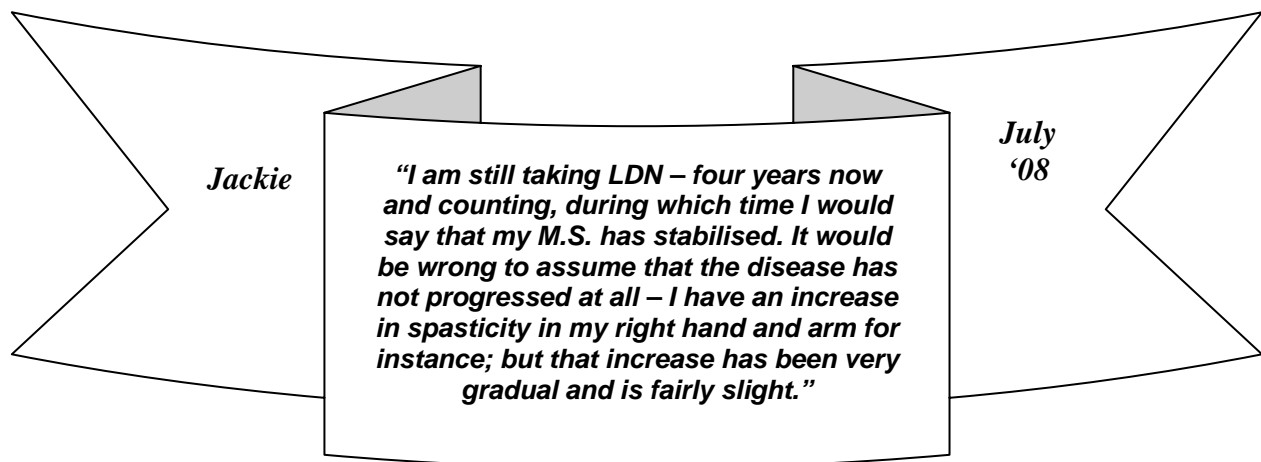 Jackie
“I am still taking LDN – four years now
and counting, during which time I would
say that my M.S. has stabilised. It would
be wrong to assume that the disease has
not progressed at all – I have an increase
in spasticity in my right hand and arm for
instance; but that increase has been very
gradual and is fairly slight.”
July
‘08